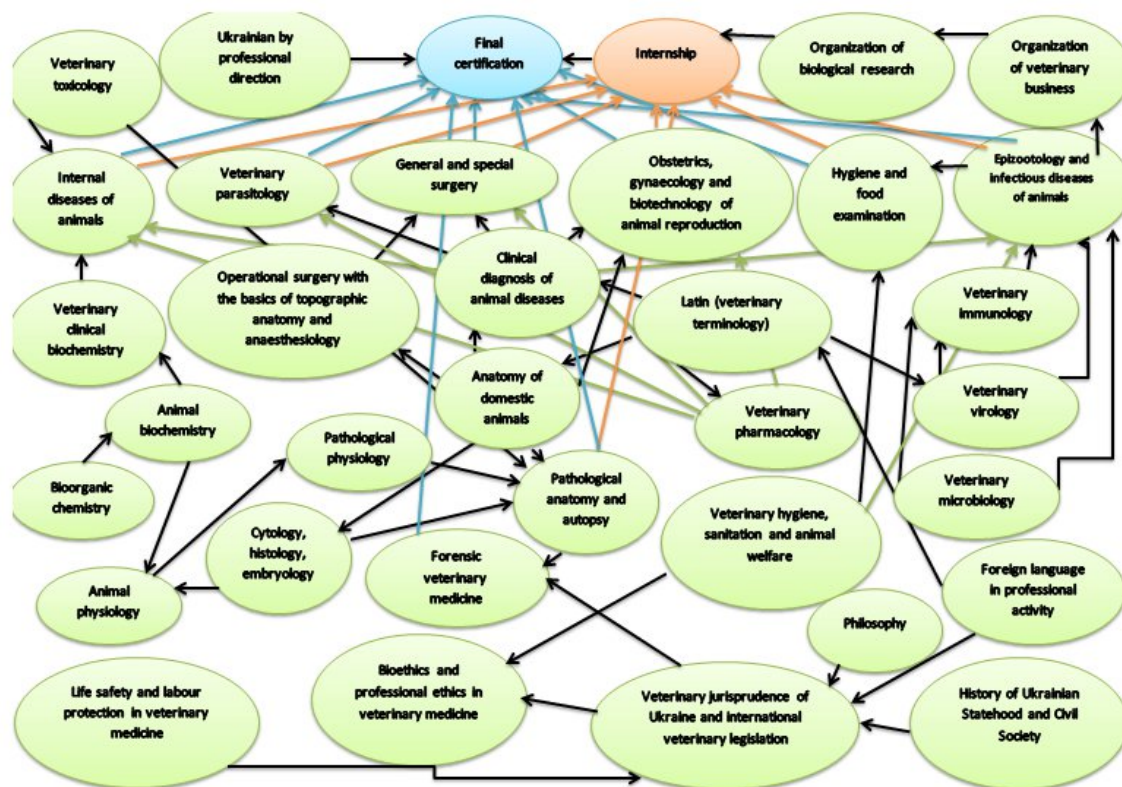 Veterinary
toxicology
Ukrainian by
professional
direction
Final
certification
Internship
Organization of
biological research
Organization
of veterinary
business
Internal
diseases of
animals
Veterinary
parasitology
General and special
surgery
Obstetrics,
gynaecology and
biotechnology of
animal reproduction
Hygiene and
food
examination
Epizootology and
infectious diseases
of animals
Operational surgery with
the basics of topographic
anatomy and
anaesthesiology
Clinical
diagnosis of
animal diseases
Latin (veterinary
terminology)
Veterinary
immunology
Veterinary
clinical
biochemistry
Anatomy of
domestic
animals
Veterinary
pharmacology
Veterinary
virology
Animal
biochemistry
Pathological
physiology
Bioorganic
chemistry
Pathological
anatomy and
autopsy
Veterinary
microbiology
Veterinary hygiene,
sanitation and animal
welfare
Cytology,
histology,
embryology
Forensic
veterinary
medicine
Foreign language
in professional
activity
Animal
physiology
Philosophy
Bioethics and
professional ethics in
veterinary medicine
Life safety and labour
protection in veterinary
medicine
Veterinary jurisprudence of
Ukraine and international
veterinary legislation
History of Ukrainian
Statehood and Civil
Society